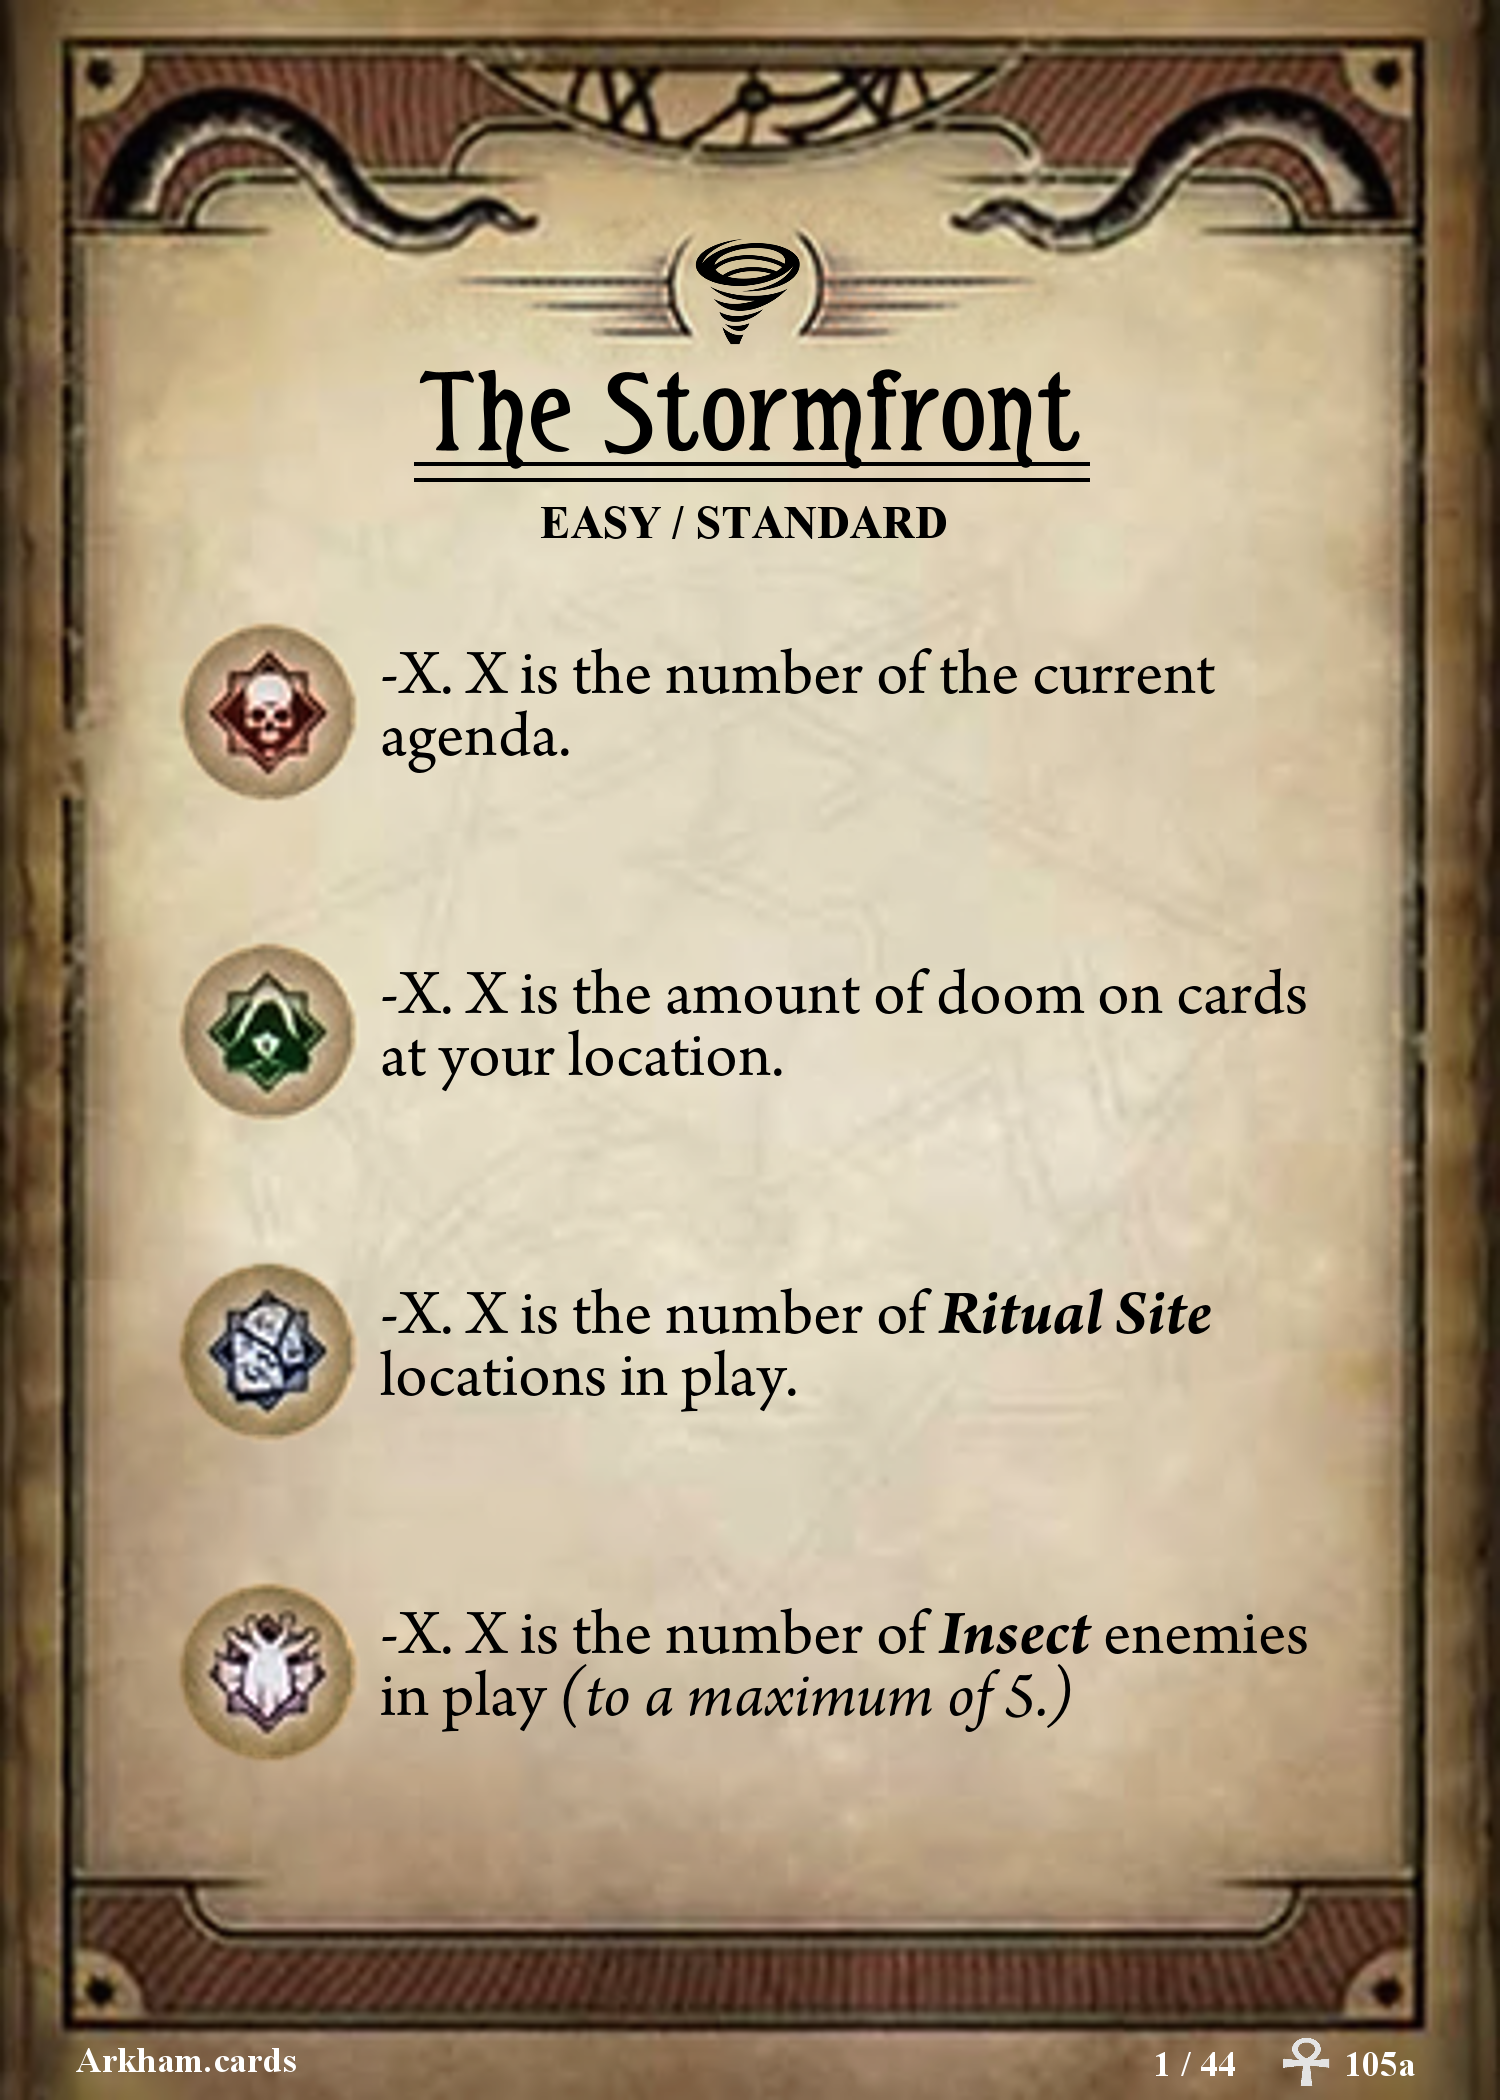 The Stormfront
EASY / STANDARD
-X. X is the number of the current
agenda.
-X. X is the amount of doom on cards
at your location.
-X. X is the number of Ritual Site
locations in play.
-X. X is the number of Insect enemies
in play (to a maximum of 5.)
Arkham.cards
1 / 44
105a